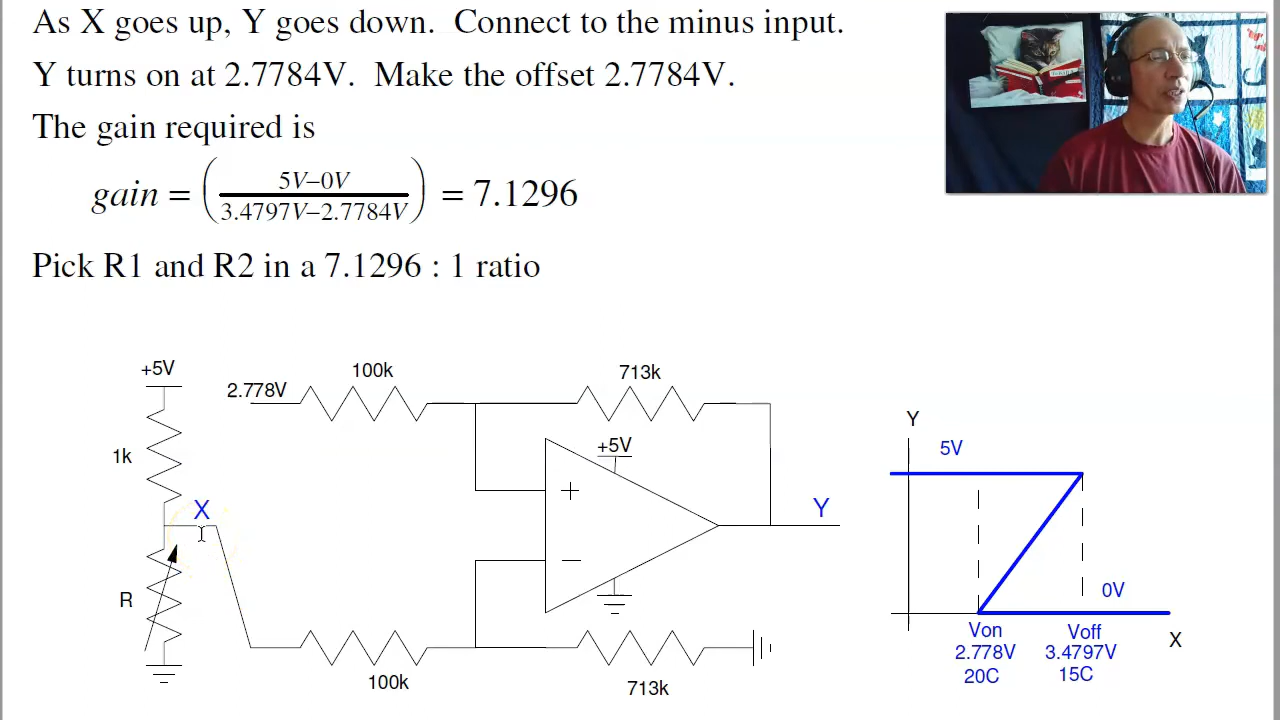 As X goes up, Y goes down. Connect to the minus input.
Y turns on at 2.7784V. Make the offset 2.7784V.
The gain required is
gain = (5V−0V / 3.4797V−2.7784V) = 7.1296
Pick R1 and R2 in a 7.1296 : 1 ratio
+5V
2.778V
100k
713k
+5V
1k
X
+
−
Y
R
100k
713k
Y
5V
0V
X
Von
2.778V
20C
Voff
3.4797V
15C